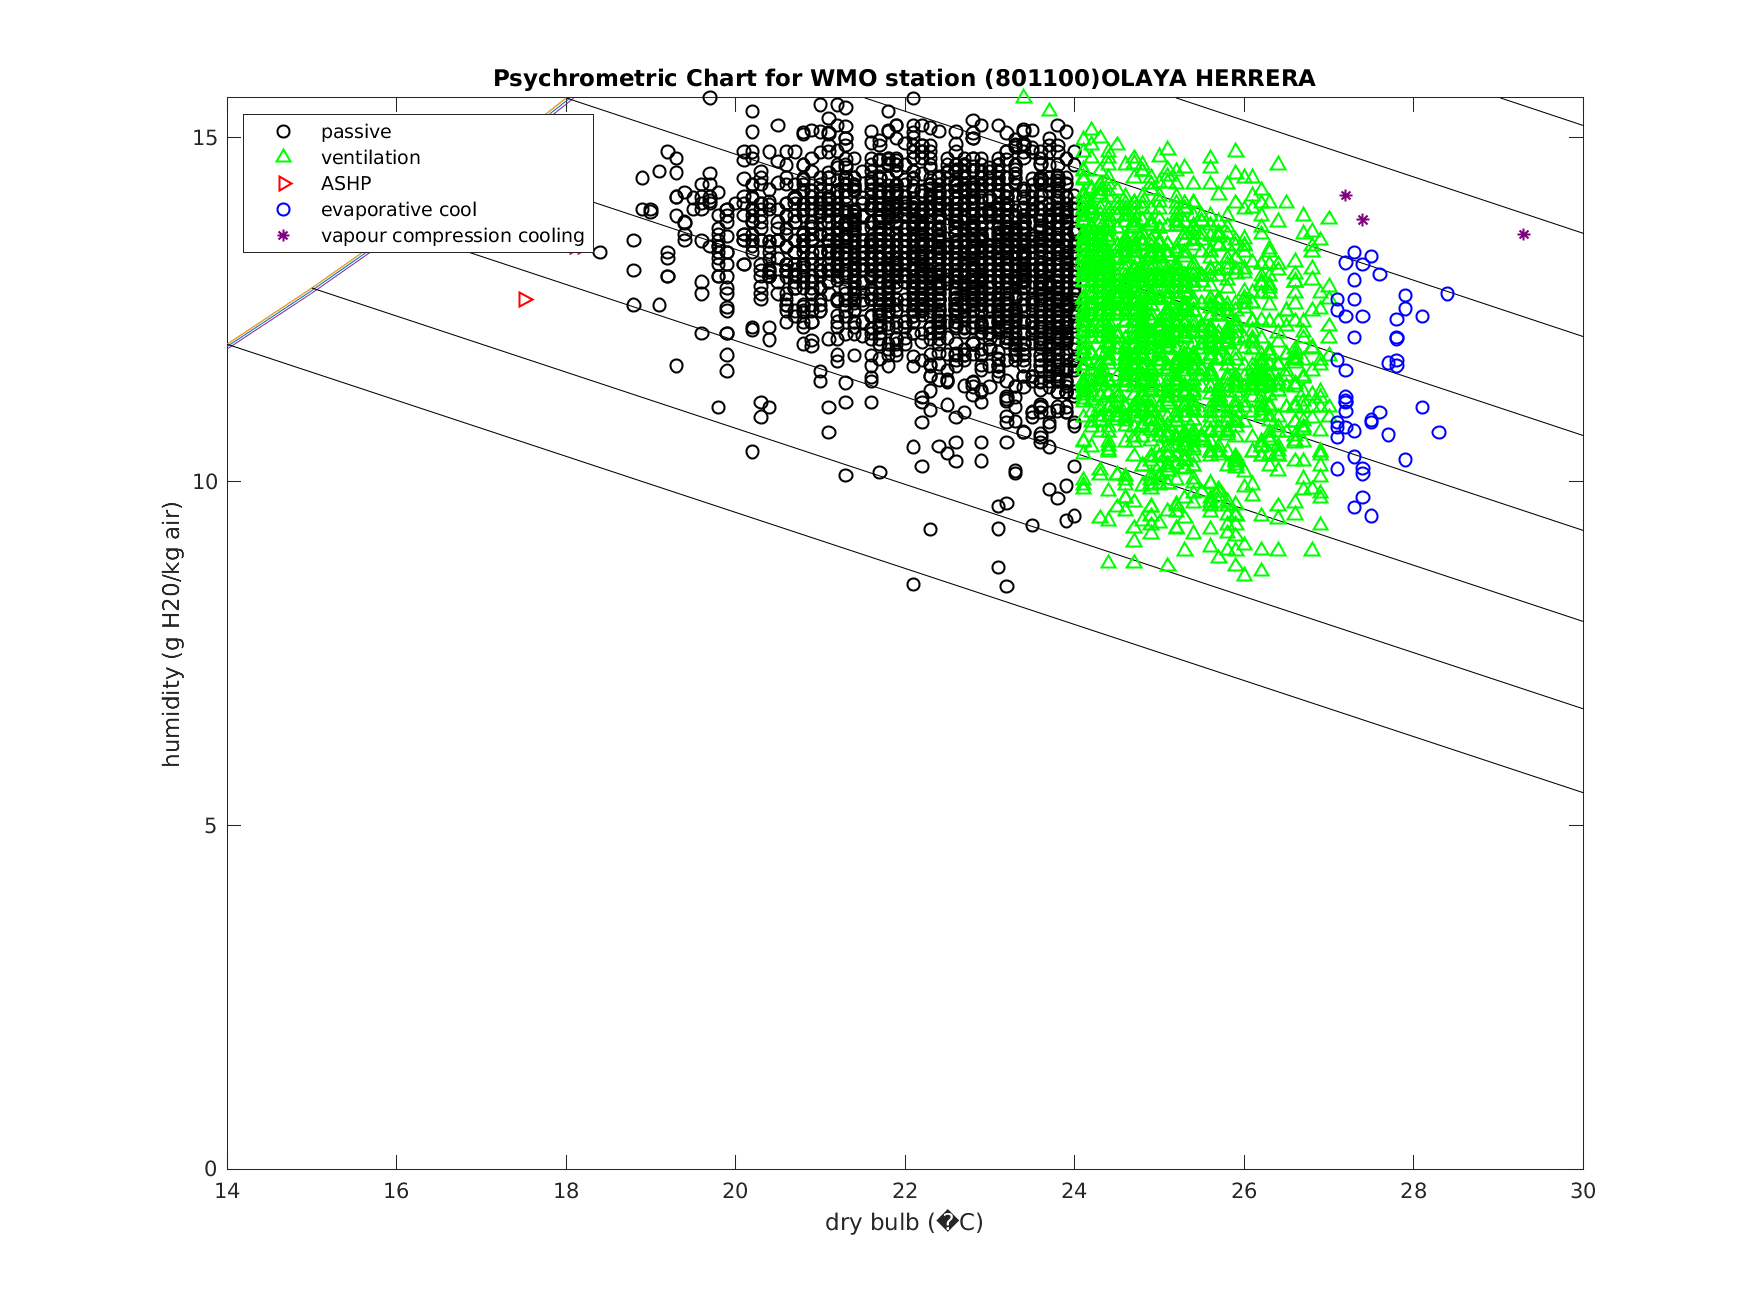 Psychrometric Chart for WMO station (801100)OLAYA HERRERA
passive
ventilation
ASHP
evaporative cool
vapour compression cooling
15
10
5
0
humidity (g H20/kg air)
14 16 18 20 22 24 26 28 30
dry bulb (�C)